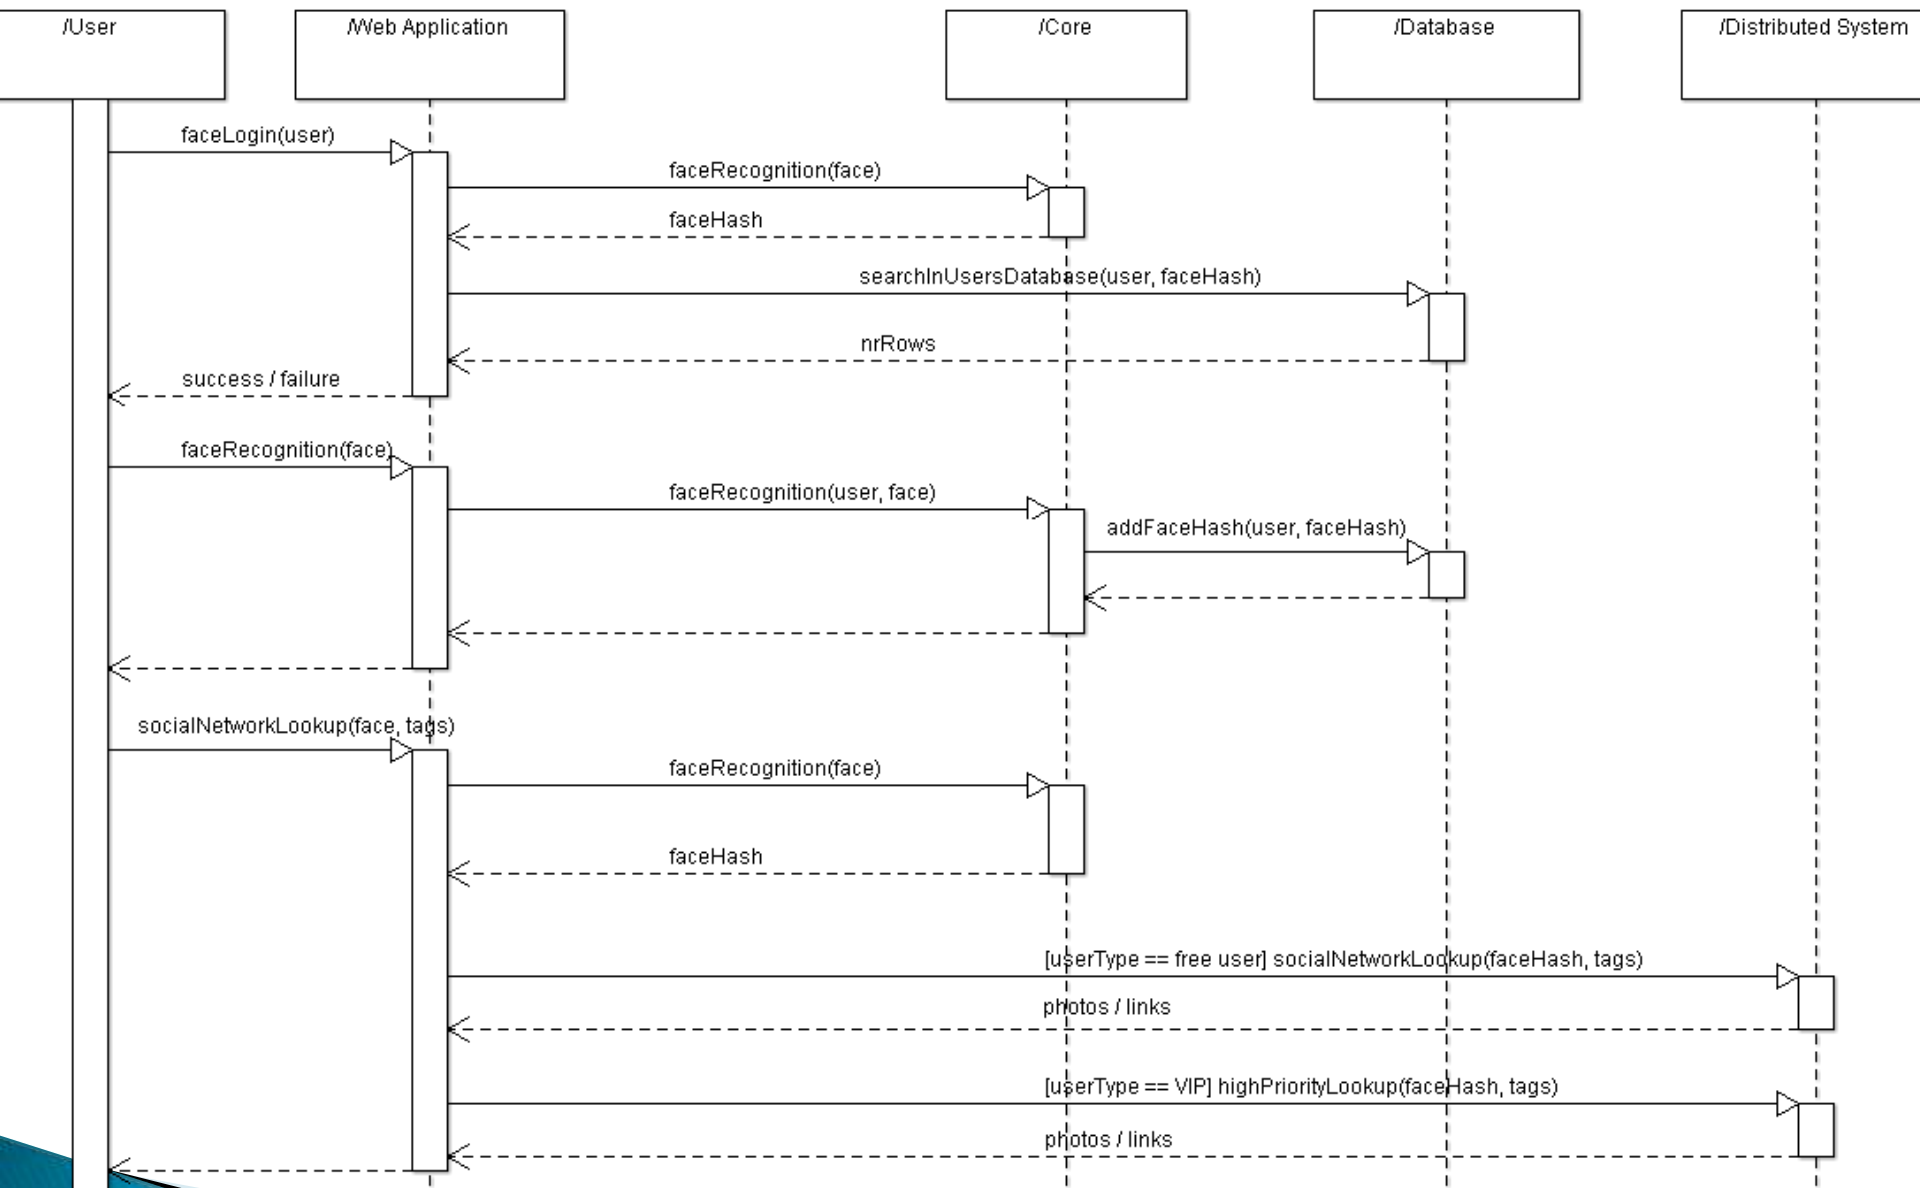 /User
/Web Application
/Core
/Database
/Distributed System
faceLogin(user)
faceRecognition(face)
faceHash
searchInUsersDatabase(user, faceHash)
nrRows
success / failure
faceRecognition(face)
faceRecognition(user, face)
addFaceHash(user, faceHash)
socialNetworkLookup(face, tags)
faceRecognition(face)
faceHash
[userType == free user] socialNetworkLookup(faceHash, tags)
photos / links
[userType == VIP] highPriorityLookup(faceHash, tags)
photos / links